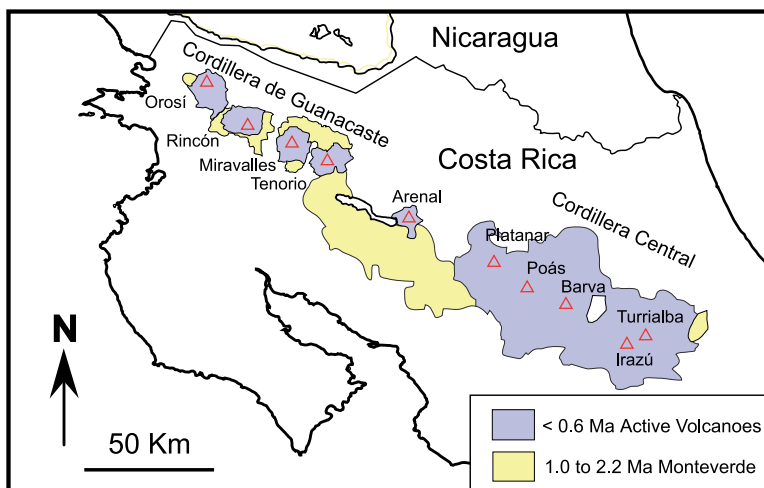 Nicaragua
Cordillera de Guanacaste
Orosí
Rincón
Miravalles
Tenorio
Costa Rica
Arenal
Cordillera Central
Platanar
Poás
Barva
Turrialba
Irazú
N
50 Km
< 0.6 Ma Active Volcanoes
1.0 to 2.2 Ma Monteverde